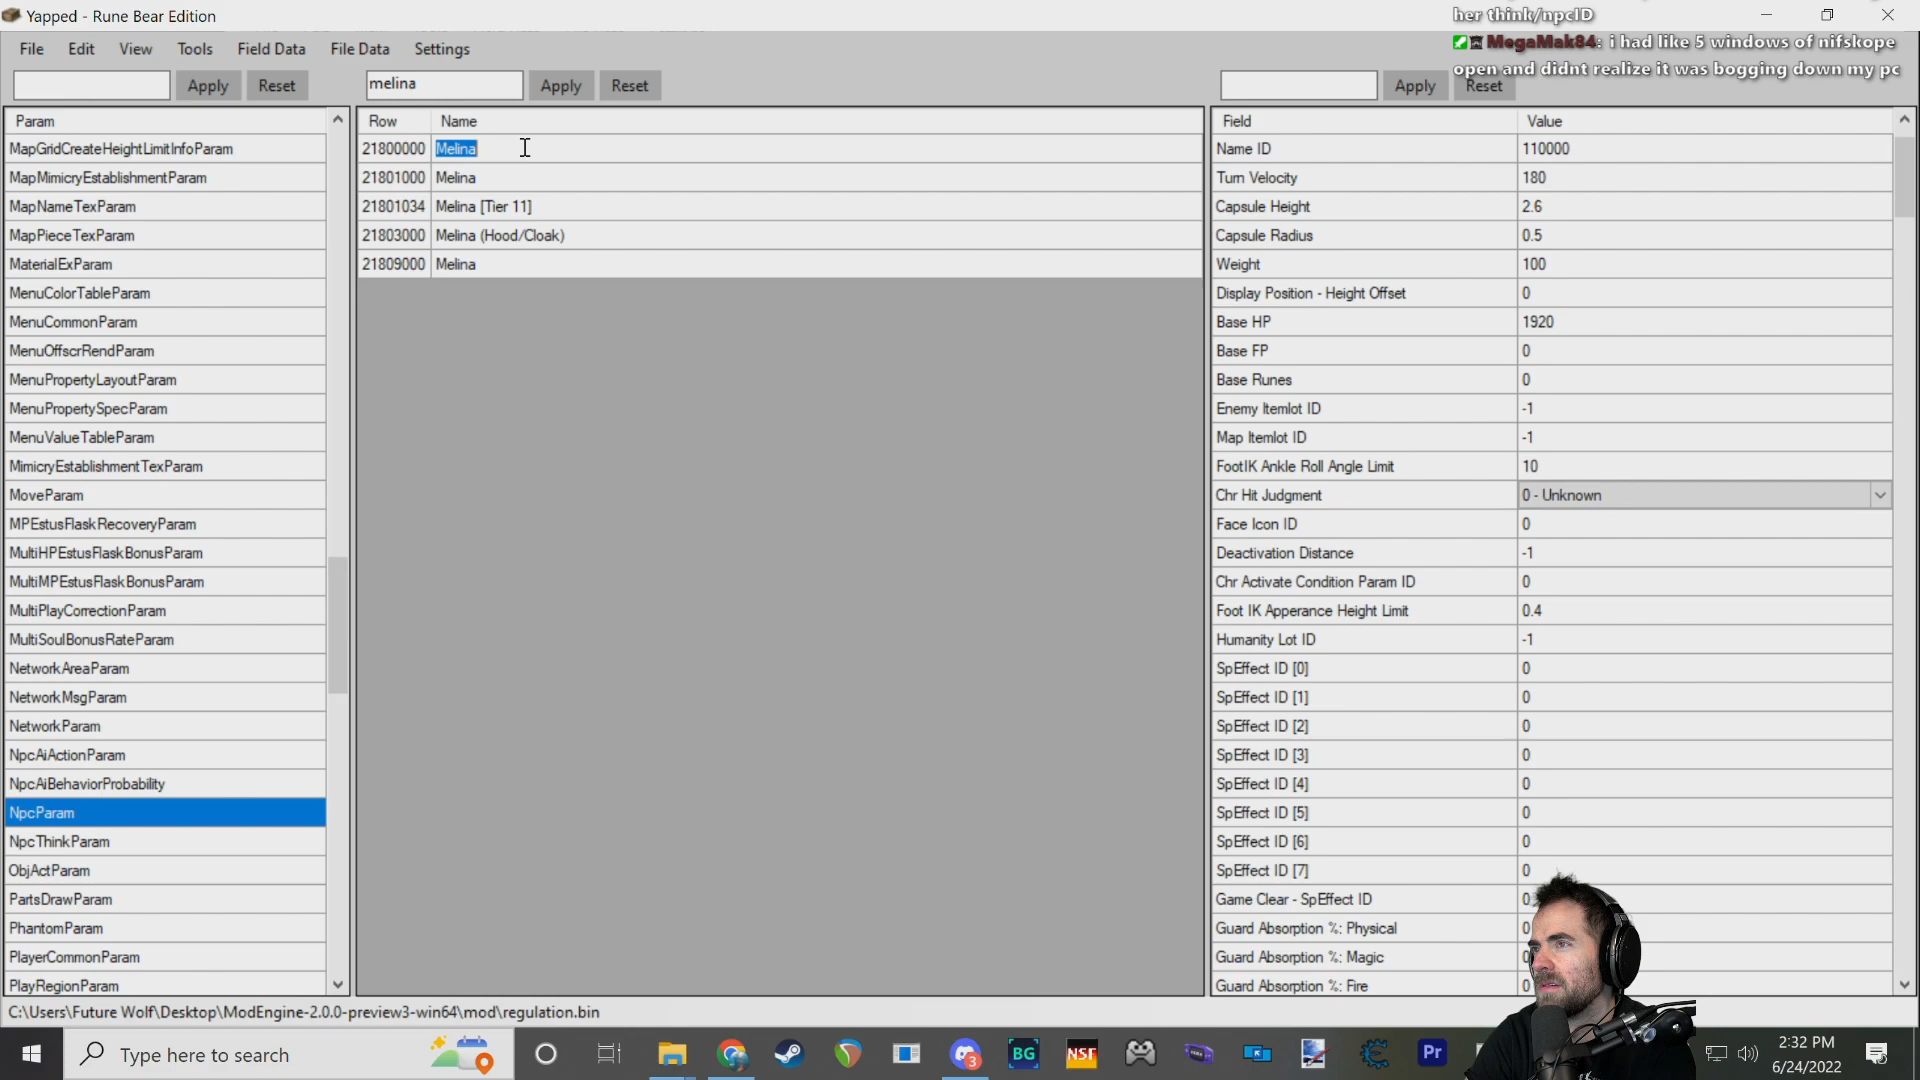 Yapped - Rune Bear Edition
her think/npcID
MegaMak84: i had like 5 windows of nifskope
open and didnt realize it was bogging down my pc
File Edit View Tools Field Data File Data Settings
Apply Reset melina Apply Reset Apply Reset
Param
MapGridCreateHeightLimitInfoParam
MapMimicryEstablishmentParam
MapNameTexParam
MapPieceTexParam
MaterialExParam
MenuColorTableParam
MenuCommonParam
MenuOffscrRendParam
MenuPropertyLayoutParam
MenuPropertySpecParam
MenuValueTableParam
MimicryEstablishmentTexParam
MoveParam
MPEstusFlaskRecoveryParam
MultiHPEstusFlaskBonusParam
MultiMPEstusFlaskBonusParam
MultiPlayCorrectionParam
MultiSoulBonusRateParam
NetworkAreaParam
NetworkMsgParam
NetworkParam
NpcAiActionParam
NpcAiBehaviorProbability
NpcParam
NpcThinkParam
ObjActParam
PartsDrawParam
PhantomParam
PlayerCommonParam
PlayRegionParam
Row Name
21800000 Melina
21801000 Melina
21801034 Melina [Tier 11]
21803000 Melina (Hood/Cloak)
21809000 Melina
Field Value
Name ID 110000
Turn Velocity 180
Capsule Height 2.6
Capsule Radius 0.5
Weight 100
Display Position - Height Offset 0
Base HP 1920
Base FP 0
Base Runes 0
Enemy Itemlot ID -1
Map Itemlot ID -1
FootIK Ankle Roll Angle Limit 10
Chr Hit Judgment 0 - Unknown
Face Icon ID 0
Deactivation Distance -1
Chr Activate Condition Param ID 0
Foot IK Apperance Height Limit 0.4
Humanity Lot ID -1
SpEffect ID [0] 0
SpEffect ID [1] 0
SpEffect ID [2] 0
SpEffect ID [3] 0
SpEffect ID [4] 0
SpEffect ID [5] 0
SpEffect ID [6] 0
SpEffect ID [7] 0
Game Clear - SpEffect ID 0
Guard Absorption %: Physical 0
Guard Absorption %: Magic 0
Guard Absorption %: Fire 0
C:\Users\Future Wolf\Desktop\ModEngine-2.0.0-preview3-win64\mod\regulation.bin
Type here to search
3
BG
NSF
Pr
2:32 PM
6/24/2022